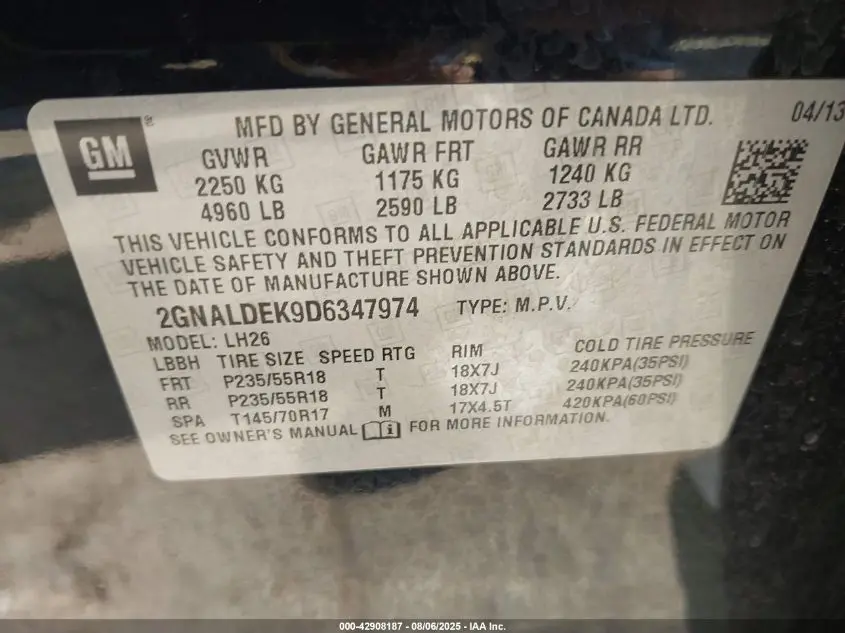 GM ®
MFD BY GENERAL MOTORS OF CANADA LTD. 04/13
GVWR GAWR FRT GAWR RR
2250 KG 1175 KG 1240 KG
4960 LB 2590 LB 2733 LB
THIS VEHICLE CONFORMS TO ALL APPLICABLE U.S. FEDERAL MOTOR
VEHICLE SAFETY AND THEFT PREVENTION STANDARDS IN EFFECT ON
THE DATE OF MANUFACTURE SHOWN ABOVE.
2GNALDEK9D6347974 TYPE: M.P.V.
MODEL: LH26
LBBH TIRE SIZE SPEED RTG RIM COLD TIRE PRESSURE
FRT P235/55R18 T 18X7J 240KPA(35PSI)
RR P235/55R18 T 18X7J 240KPA(35PSI)
SPA T145/70R17 M 17X4.5T 420KPA(60PSI)
SEE OWNER'S MANUAL i FOR MORE INFORMATION.
000-42908187 - 08/06/2025 - IAA Inc.